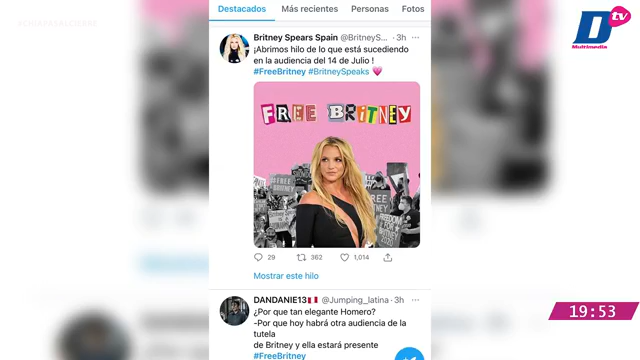 Destacados Más recientes Personas Fotos
Britney Spears Spain @BritneyS... · 3h ···
¡Abrimos hilo de lo que está sucediendo
en la audiencia del 14 de Julio !
#FreeBritney #BritneySpeaks
FREE BRITNEY
29 362 1,014
Mostrar este hilo
DANDANIE13 @Jumping_latina · 3h ···
¿Por que tan elegante Homero?
-Por que hoy habrá otra audiencia de la
tutela
de Britney y ella estará presente
#FreeBritney
D tv
Multimedia
19:53